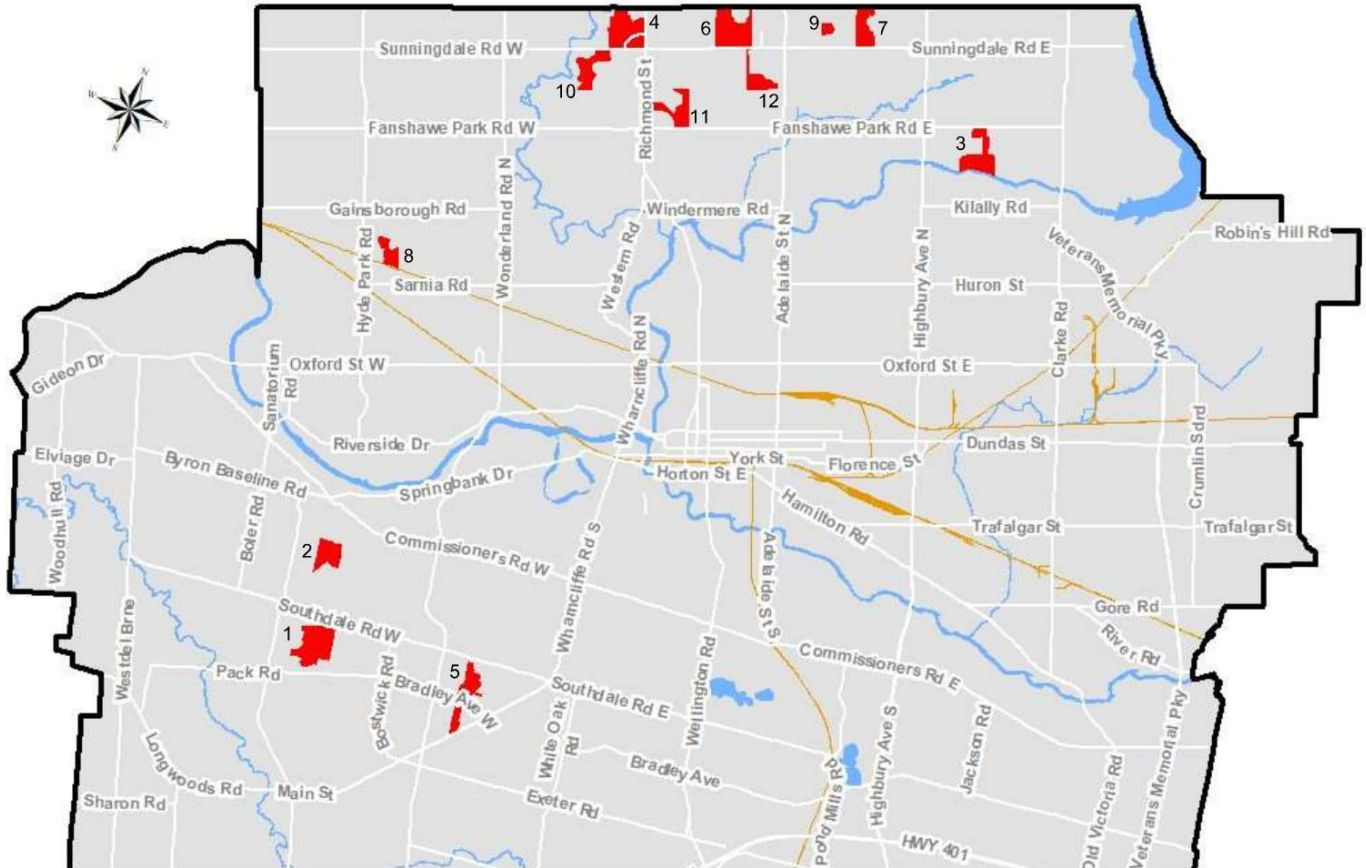 4
6
9
7
Sunningdale Rd W
Sunningdale Rd E
N
W
E
S
10
12
Richmond St
11
Fanshawe Park Rd W
Fanshawe Park Rd E
3
Wonderland Rd N
Gainsborough Rd
Windermere Rd
Kilally Rd
Adelaide St N
Highbury Ave N
Robin's Hill Rd
Hyde Park Rd
8
Western Rd
Veterans Memorial Pky
Sarnia Rd
Huron St
Clarke Rd
Gideon Dr
Sanatorium
Rd
Oxford St W
Wharncliffe Rd N
Oxford St E
Crumlin Sdrd
Riverside Dr
Dundas St
Elviage Dr
Byron Baseline Rd
Springbank Dr
York St
Florence St
Horton St E
Woodhull Rd
Boler Rd
Hamilton Rd
Trafalgar St
Trafalgar St
2
Commissioners Rd W
Wharncliffe Rd S
Adelaide St S
Gore Rd
River Rd
Southdale Rd W
1
Westdel Brne
Pack Rd
Bostwick Rd
5
Bradley Ave W
Southdale Rd E
Wellington Rd
Commissioners Rd E
White Oak
Rd
Highbury Ave S
Jackson Rd
Veterans Memorial Pky
Longwoods Rd
Bradley Ave
Sharon Rd
Main St
Exeter Rd
Pond Mills Rd
Old Victoria Rd
HWY 401